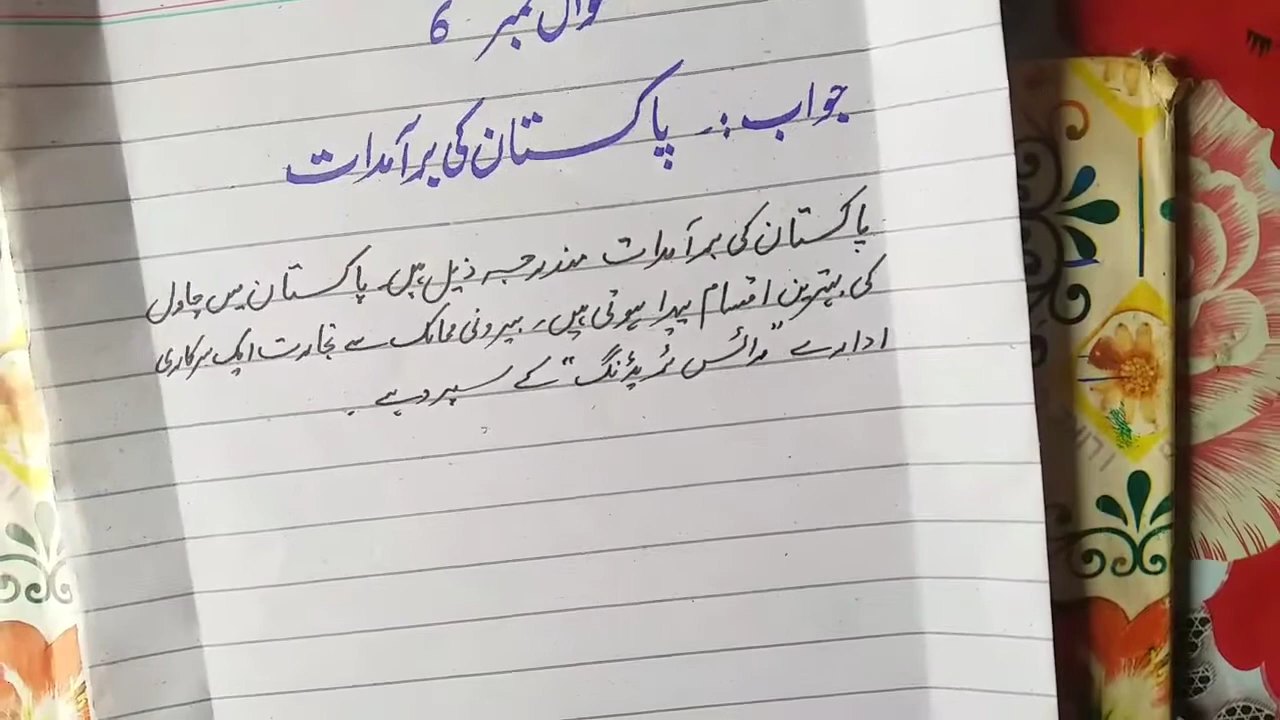 سوال نمبر 6
جواب :۔ پاکستان کی برآمدات
پاکستان کی برآمدات مندرجہ ذیل ہیں۔ پاکستان میں چاول
کی بہترین اقسام پیدا ہوتی ہیں۔ بیرونی ممالک سے تجارت ایک سرکاری
ادارے "رائس ٹریڈنگ" کے سپرد ہے۔